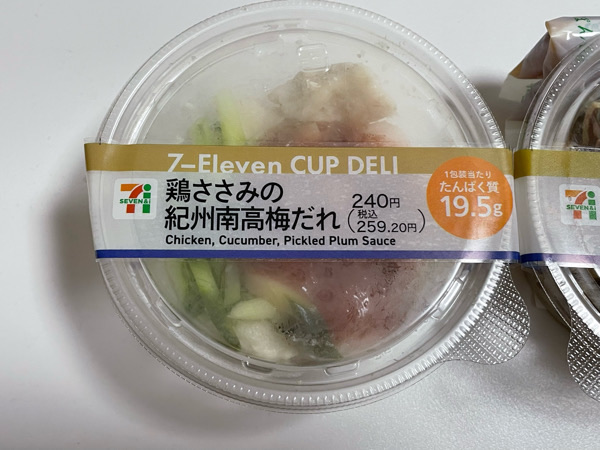 7-Eleven CUP DELI
鶏ささみの
紀州南高梅だれ
240円
(税込
259.20円)
Chicken, Cucumber, Pickled Plum Sauce
1包装当たり
たんぱく質
19.5g
SEVEN&i